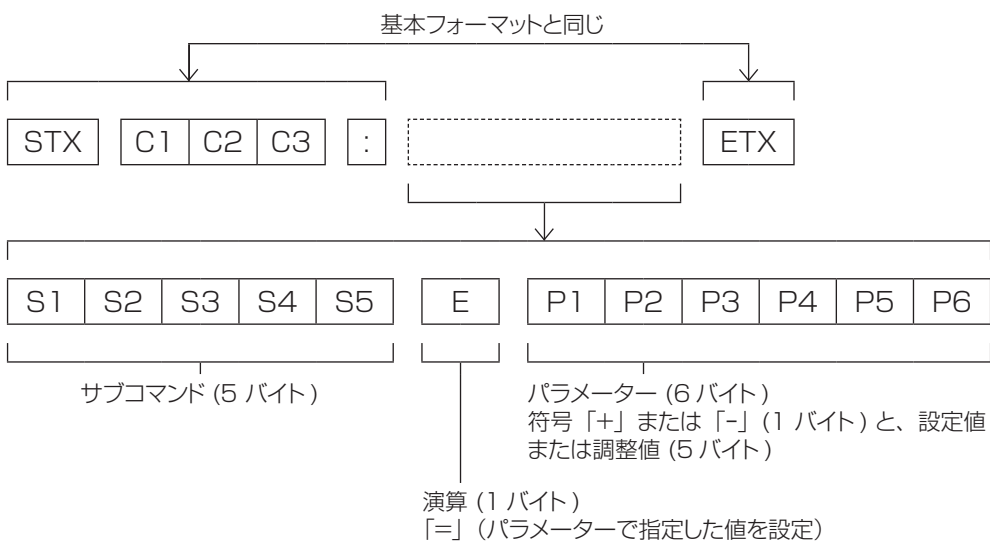 基本フォーマットと同じ
STX C1 C2 C3 : ETX
S1 S2 S3 S4 S5 E P1 P2 P3 P4 P5 P6
サブコマンド (5 バイト)
パラメーター (6 バイト)
符号「+」または「-」(1 バイト) と、設定値
または調整値 (5 バイト)
演算 (1 バイト)
「=」(パラメーターで指定した値を設定)